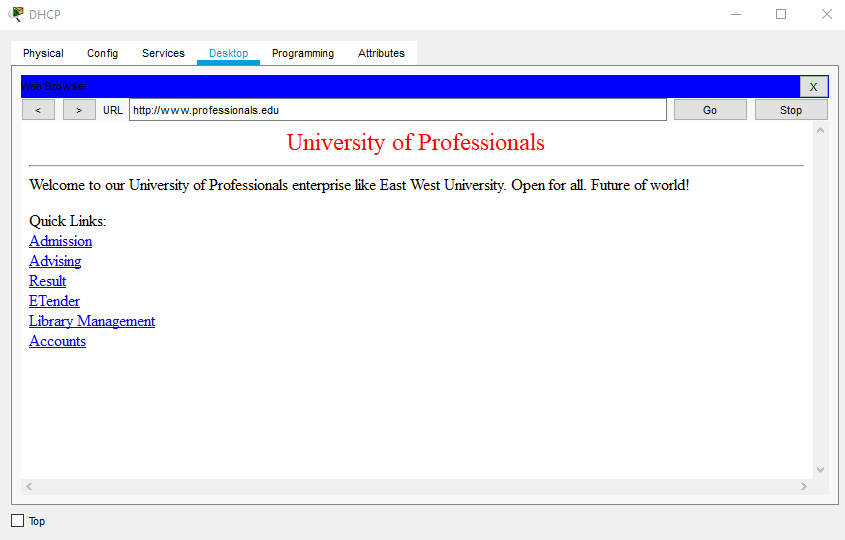 DHCP
Physical Config Services Desktop Programming Attributes
Web Browser X
< > URL http://www.professionals.edu Go Stop
University of Professionals
Welcome to our University of Professionals enterprise like East West University. Open for all. Future of world!
Quick Links:
Admission
Advising
Result
ETender
Library Management
Accounts
Top